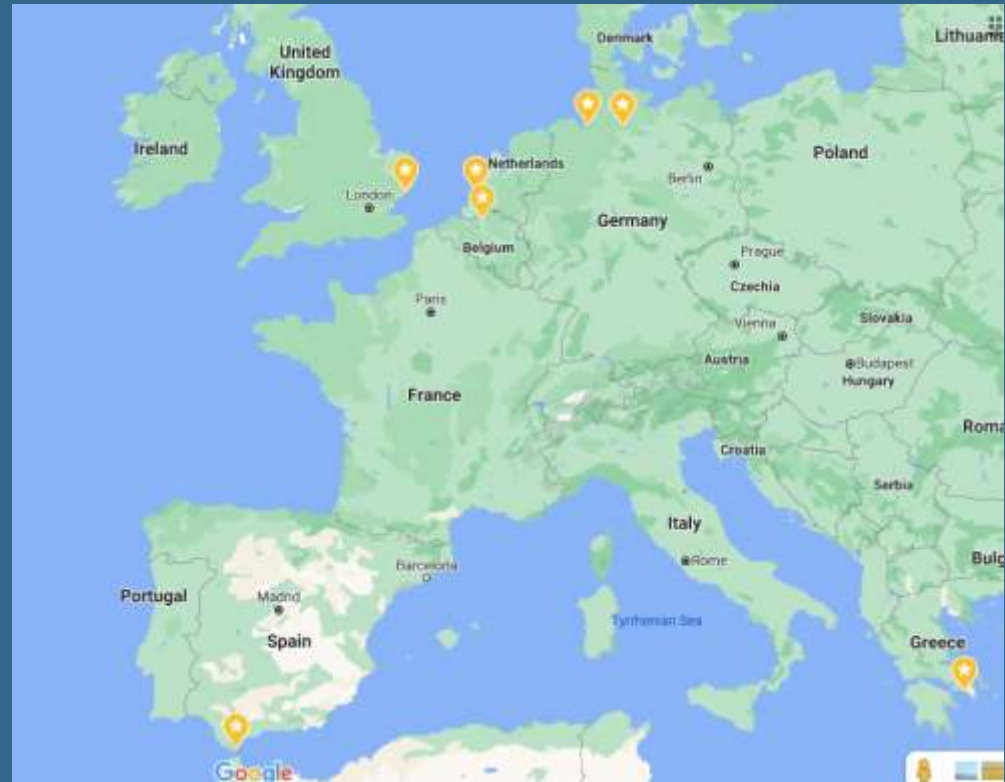 Denmark
Lithuani
United
Kingdom
Ireland
Netherlands
Poland
London
Berlin
Germany
Belgium
Prague
Czechia
Paris
Vienna
Slovakia
Austria
Budapest
Hungary
France
Roma
Croatia
Serbia
Italy
Rome
Bulg
Barcelona
Portugal
Madrid
Spain
Tyrrhenian Sea
Greece
Google